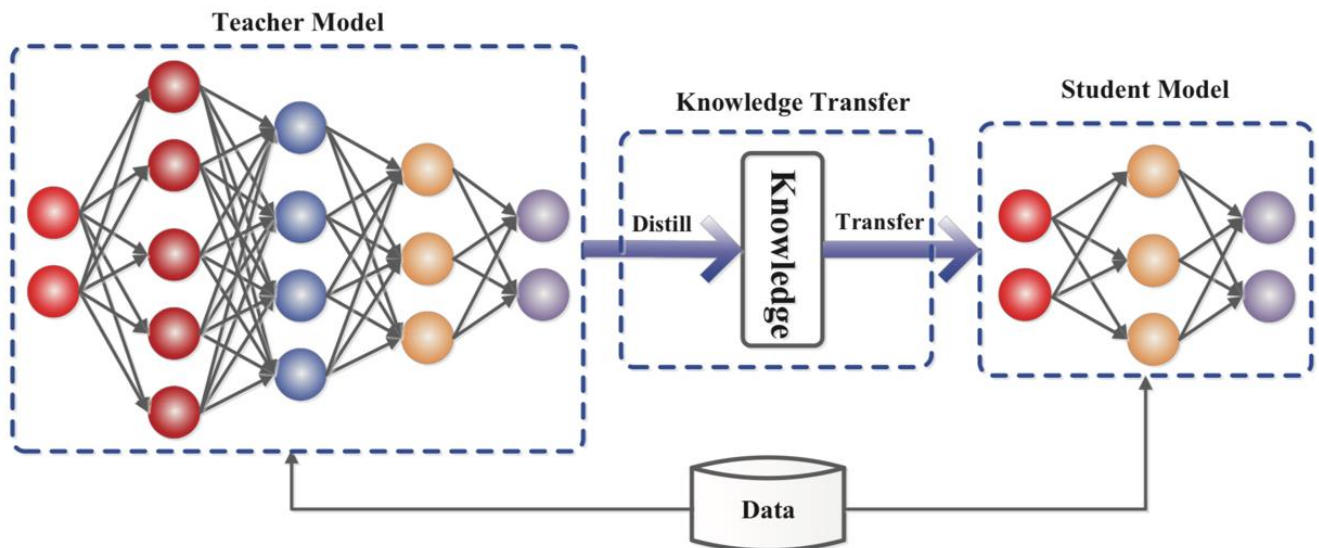 Teacher Model
Knowledge Transfer
Student Model
Distill
Knowledge
Transfer
Data